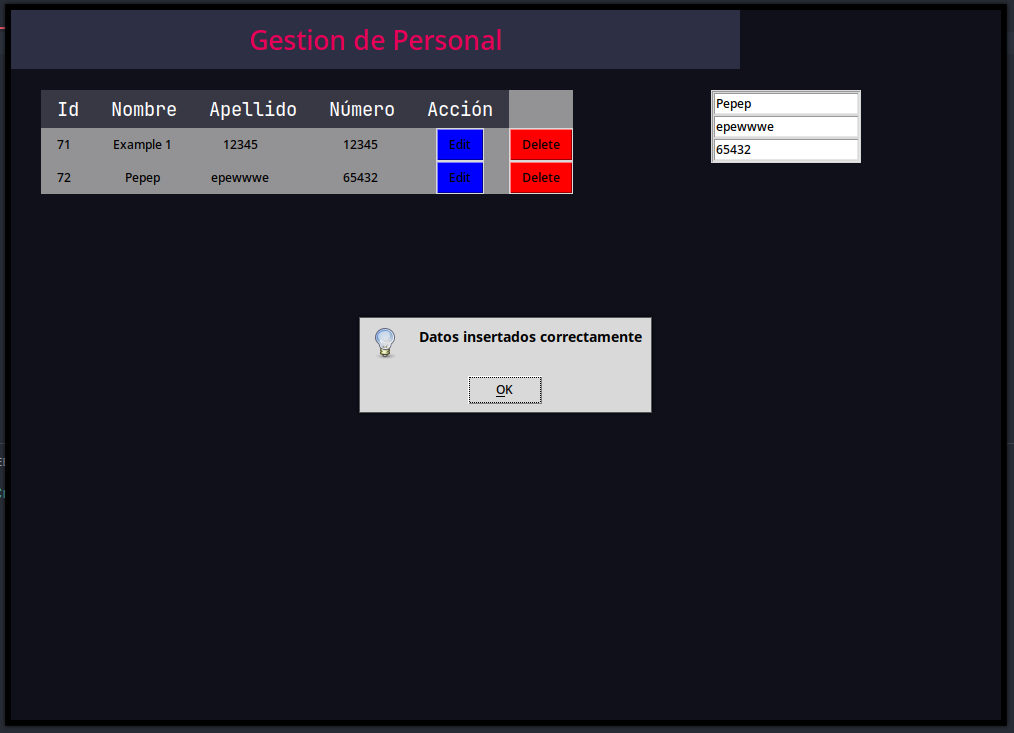 Gestion de Personal
Id Nombre Apellido Número Acción
71 Example 1 12345 12345 Edit Delete
72 Pepep epewwwe 65432 Edit Delete
Pepep
epewwwe
65432
Datos insertados correctamente
OK